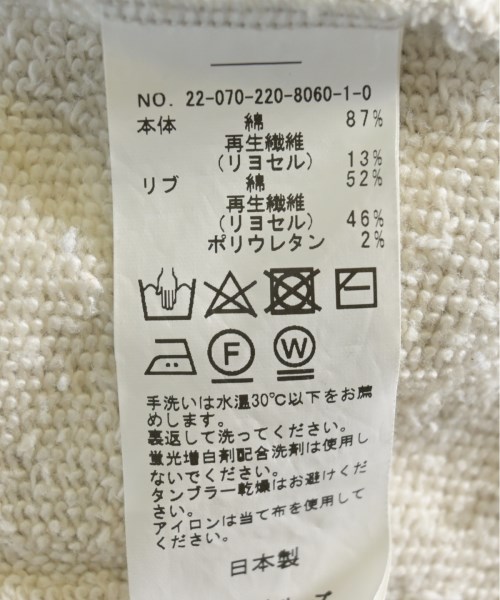 NO. 22-070-220-8060-1-0
本体 綿 87%
再生繊維
(リヨセル) 13%
リブ 綿 52%
再生繊維
(リヨセル) 46%
ポリウレタン 2%
F W
手洗いは水温30℃以下をお薦
めします。
裏返して洗ってください。
蛍光増白剤配合洗剤は使用し
ないでください。
タンブラー乾燥はお避けくだ
さい。
アイロンは当て布を使用して
ください。
日本製